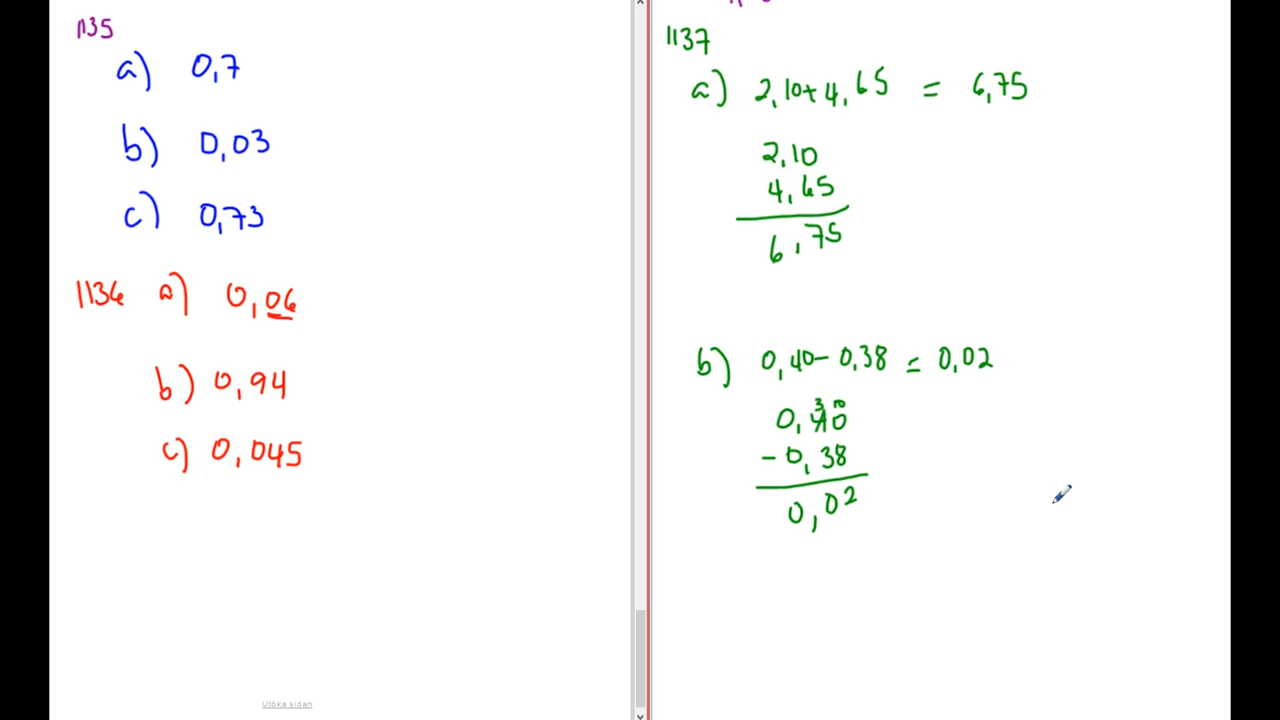 1135
a) 0,7
b) 0,03
c) 0,73
1136 a) 0,06
b) 0,94
c) 0,045
Utöka sidan
1137
a) 2,10+4,65 = 6,75
2,10
4,65
6,75
b) 0,40-0,38 = 0,02
3 10
0,40
-0,38
0,02